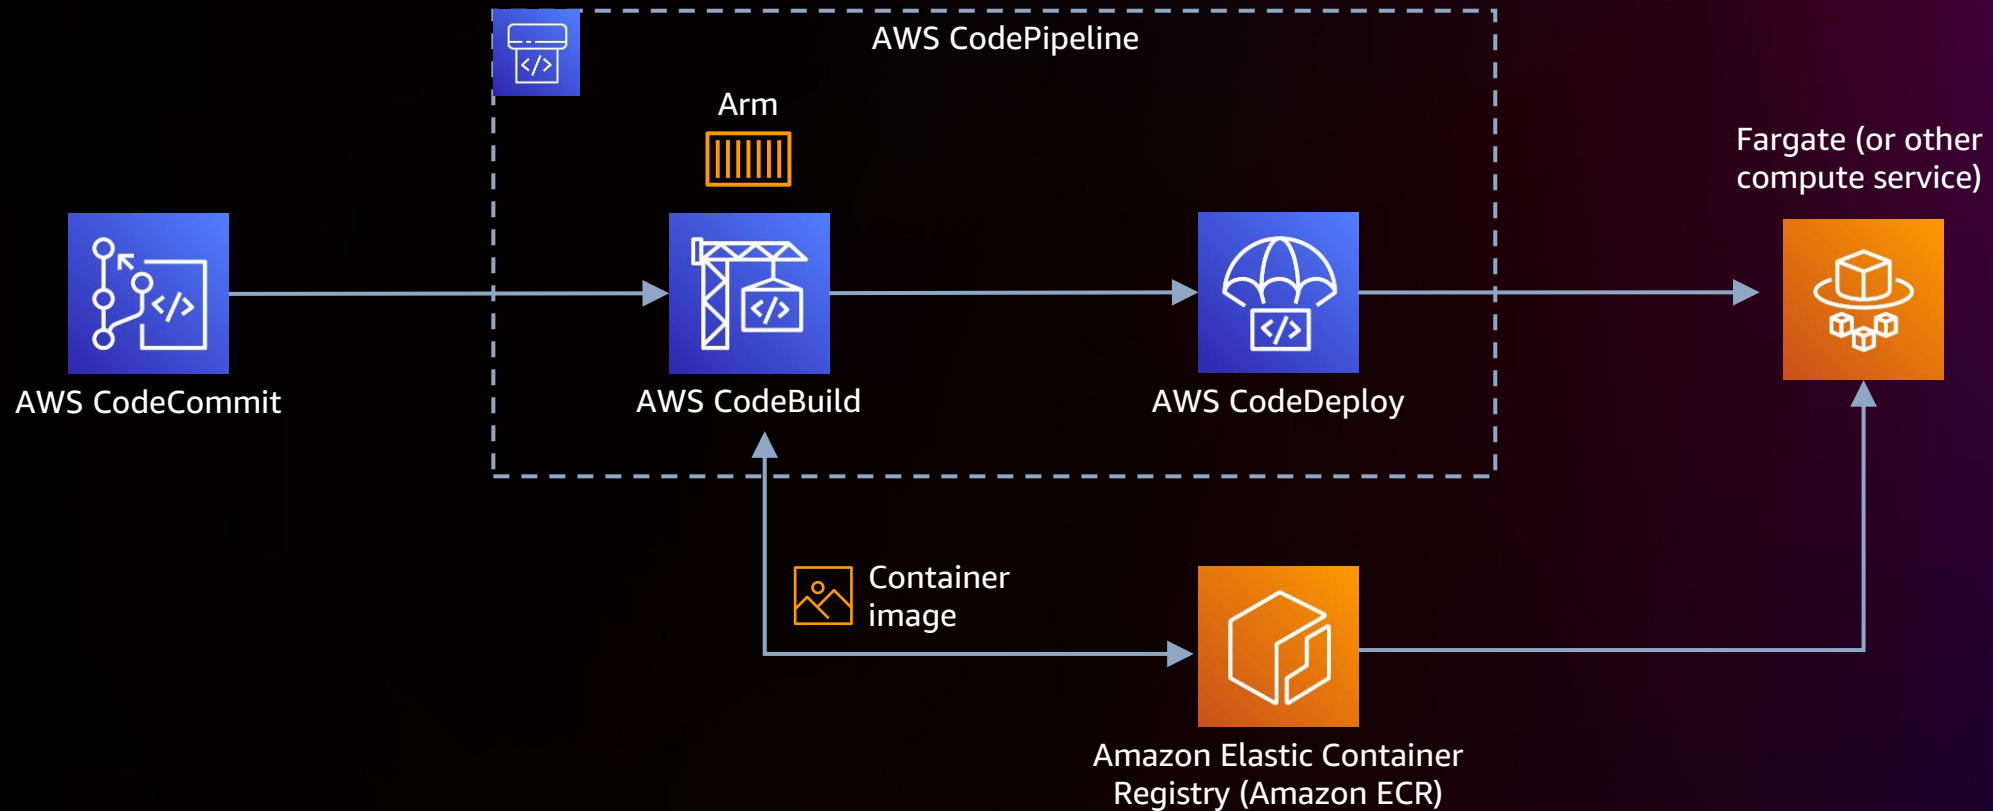 AWS CodePipeline
Arm
</>
Fargate (or other
compute service)
</>
</>
</>
AWS CodeCommit
AWS CodeBuild
AWS CodeDeploy
Container
image
Amazon Elastic Container
Registry (Amazon ECR)